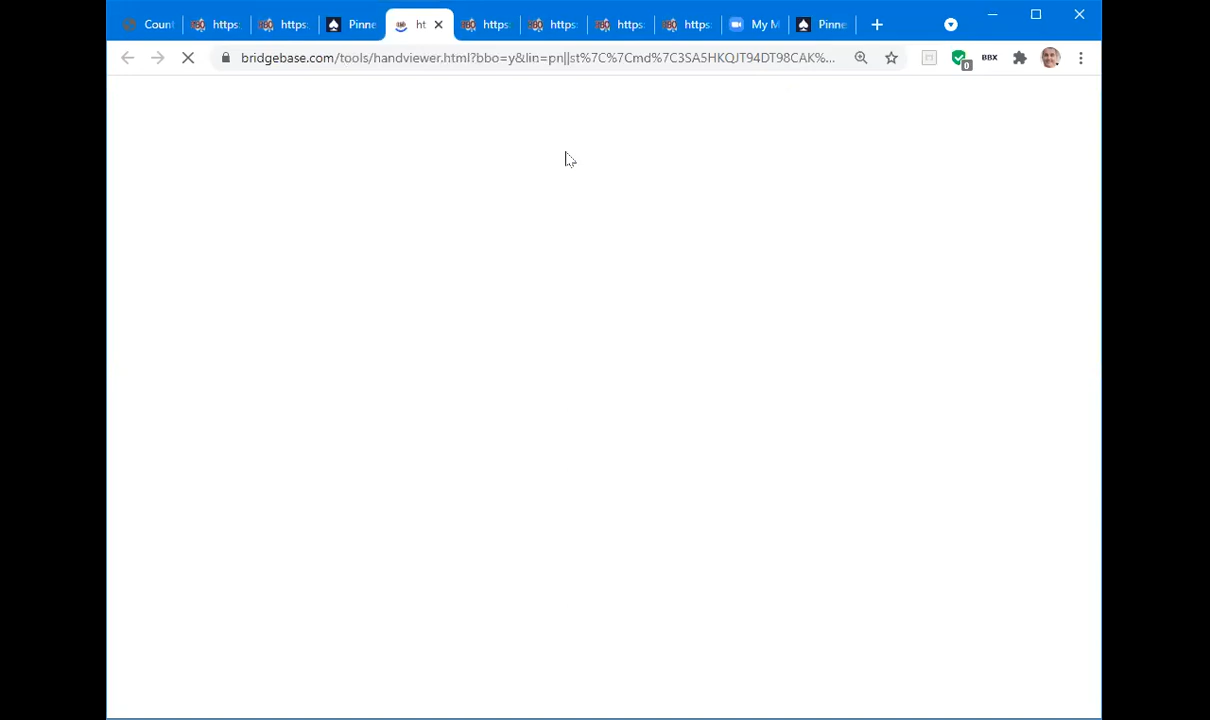 Count https: https: Pinne ht https: https: https: https: My M Pinne
bridgebase.com/tools/handviewer.html?bbo=y&lin=pn||st%7C%7Cmd%7C3SA5HKQJT94DT98CAK%... BBX
0